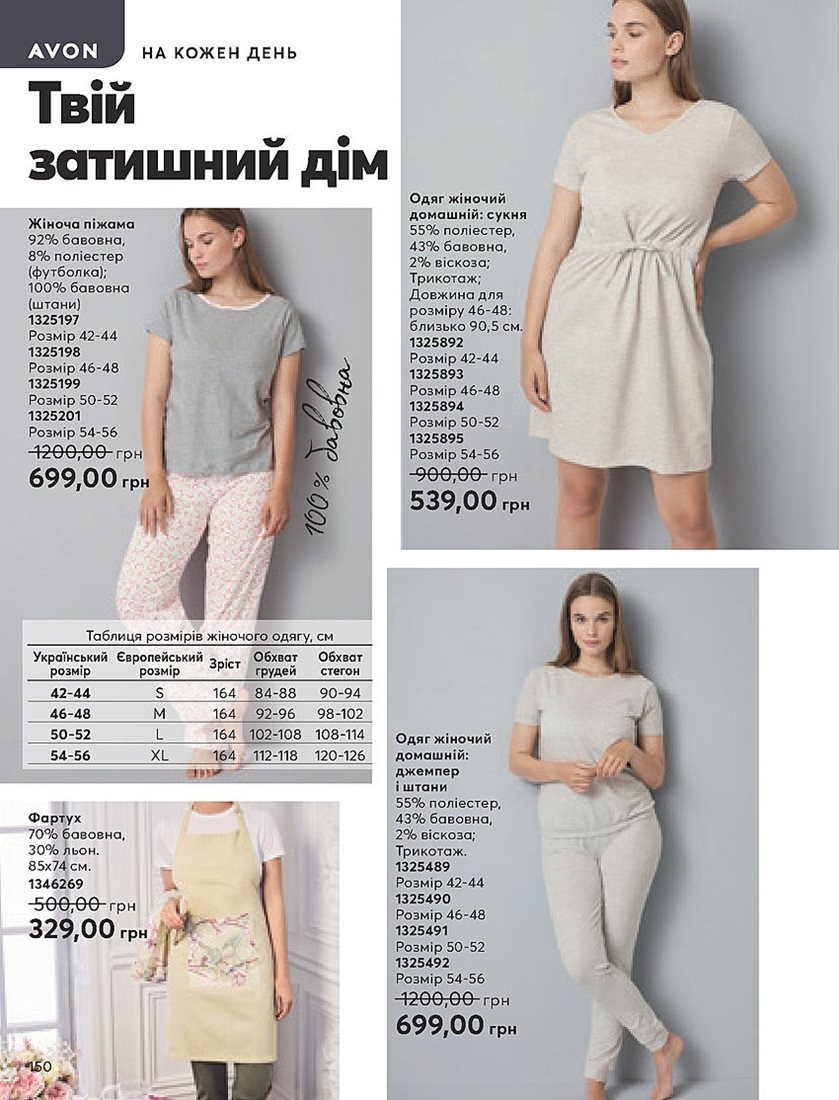 AVON
НА КОЖЕН ДЕНЬ
Твій
затишний дім
Жіноча піжама
92% бавовна,
8% поліестер
(футболка);
100% бавовна
(штани)
1325197
Розмір 42-44
1325198
Розмір 46-48
1325199
Розмір 50-52
1325201
Розмір 54-56
1200,00 грн
699,00 грн
100% бавовна
Таблиця розмірів жіночого одягу, см
Український розмір Європейський розмір Зріст Обхват грудей Обхват стегон
42-44 S 164 84-88 90-94
46-48 M 164 92-96 98-102
50-52 L 164 102-108 108-114
54-56 XL 164 112-118 120-126
Фартух
70% бавовна,
30% льон.
85х74 см.
1346269
500,00 грн
329,00 грн
150
Одяг жіночий
домашній: сукня
55% поліестер,
43% бавовна,
2% віскоза;
Трикотаж;
Довжина для
розміру 46-48:
близько 90,5 см.
1325892
Розмір 42-44
1325893
Розмір 46-48
1325894
Розмір 50-52
1325895
Розмір 54-56
900,00 грн
539,00 грн
Одяг жіночий
домашній:
джемпер
і штани
55% поліестер,
43% бавовна,
2% віскоза;
Трикотаж.
1325489
Розмір 42-44
1325490
Розмір 46-48
1325491
Розмір 50-52
1325492
Розмір 54-56
1200,00 грн
699,00 грн